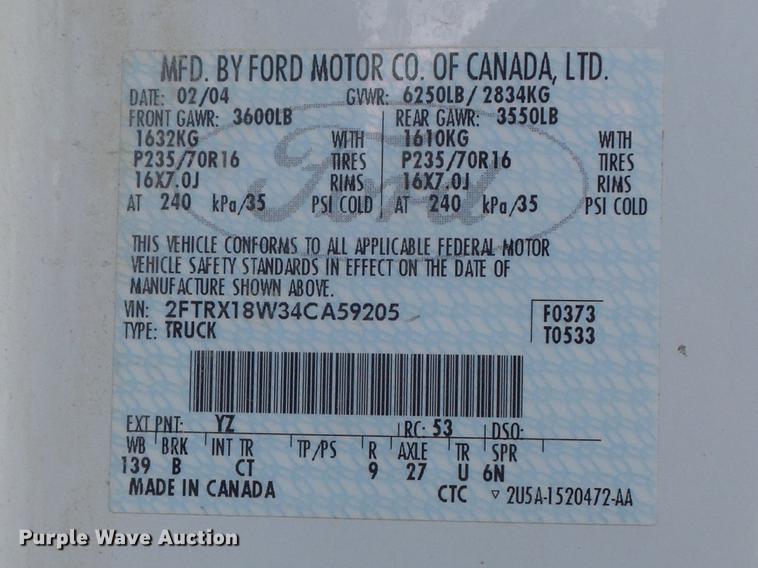 MFD. BY FORD MOTOR CO. OF CANADA, LTD.
DATE: 02/04 GVWR: 6250LB/ 2834KG
FRONT GAWR: 3600LB REAR GAWR: 3550LB
1632KG WITH 1610KG WITH
P235/70R16 TIRES P235/70R16 TIRES
16X7.0J RIMS 16X7.0J RIMS
AT 240 kPa/35 PSI COLD AT 240 kPa/35 PSI COLD
Ford
THIS VEHICLE CONFORMS TO ALL APPLICABLE FEDERAL MOTOR
VEHICLE SAFETY STANDARDS IN EFFECT ON THE DATE OF
MANUFACTURE SHOWN ABOVE.
VIN: 2FTRX18W34CA59205 F0373
TYPE: TRUCK T0533
EXT PNT: YZ RC: 53 DSO:
WB BRK INT TR TP/PS R AXLE TR SPR
139 B CT 9 27 U 6N
MADE IN CANADA CTC ▽ 2U5A-1520472-AA
Purple Wave Auction